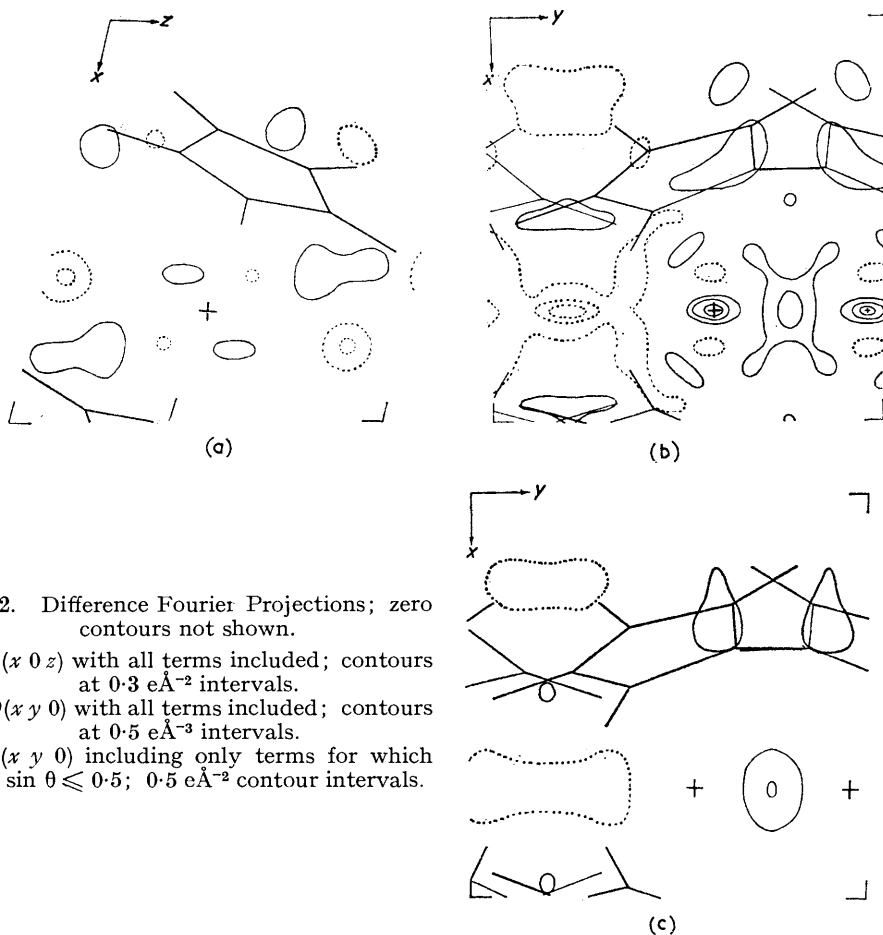 z
x
y
x
(a)
(b)
y
x
2. Difference Fourier Projections; zero
contours not shown.
(x 0 z) with all terms included; contours
at 0·3 eÅ⁻² intervals.
(x y 0) with all terms included; contours
at 0·5 eÅ⁻³ intervals.
(x y 0) including only terms for which
sin θ ⩽ 0·5; 0·5 eÅ⁻² contour intervals.
(c)